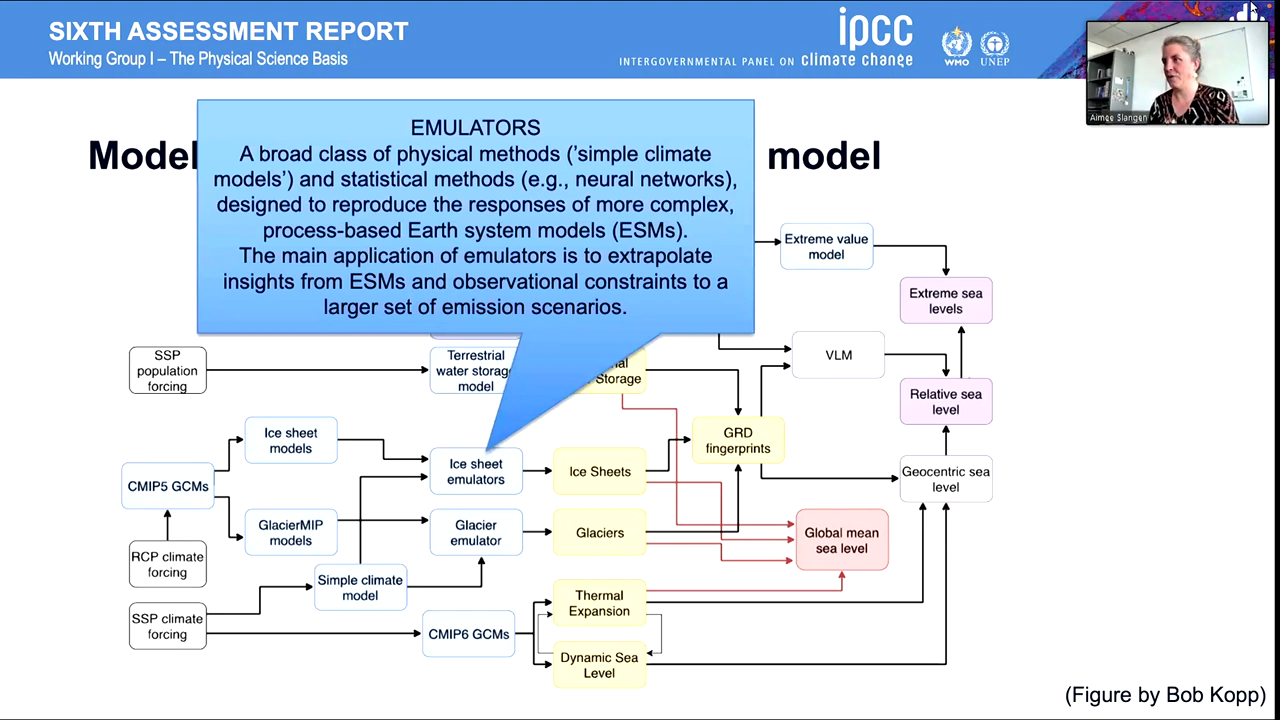 SIXTH ASSESSMENT REPORT
Working Group I – The Physical Science Basis
INTERGOVERNMENTAL PANEL ON climate change
ipcc
WMO
UNEP
Aimée Slangen
Model
model
EMULATORS
A broad class of physical methods ('simple climate
models') and statistical methods (e.g., neural networks),
designed to reproduce the responses of more complex,
process-based Earth system models (ESMs).
The main application of emulators is to extrapolate
insights from ESMs and observational constraints to a
larger set of emission scenarios.
Extreme value
model
Extreme sea
levels
SSP
population
forcing
Terrestrial
water storage
model
Storage
VLM
Relative sea
level
Ice sheet
models
GRD
fingerprints
CMIP5 GCMs
Ice sheet
emulators
Ice Sheets
Geocentric sea
level
GlacierMIP
models
Glacier
emulator
Glaciers
Global mean
sea level
RCP climate
forcing
Simple climate
model
Thermal
Expansion
SSP climate
forcing
CMIP6 GCMs
Dynamic Sea
Level
(Figure by Bob Kopp)